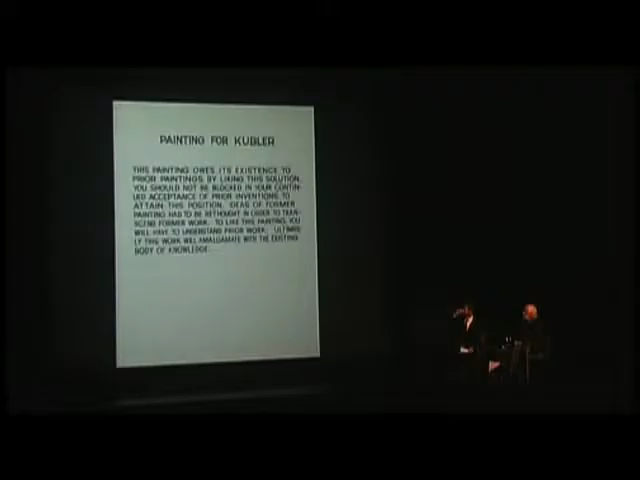 PAINTING FOR KUBLER
THIS PAINTING OWES ITS EXISTENCE TO
PRIOR PAINTINGS. BY LIKING THIS SOLUTION,
YOU SHOULD NOT BE BLOCKED IN YOUR CONTIN-
UED ACCEPTANCE OF PRIOR INVENTIONS. TO
ATTAIN THIS POSITION, IDEAS OF FORMER
PAINTING HAD TO BE RETHOUGHT IN ORDER TO TRAN-
SCEND FORMER WORK. TO LIKE THIS PAINTING, YOU
WILL HAVE TO UNDERSTAND PRIOR WORK. ULTIMATE-
LY THIS WORK WILL AMALGAMATE WITH THE EXISTING
BODY OF KNOWLEDGE.